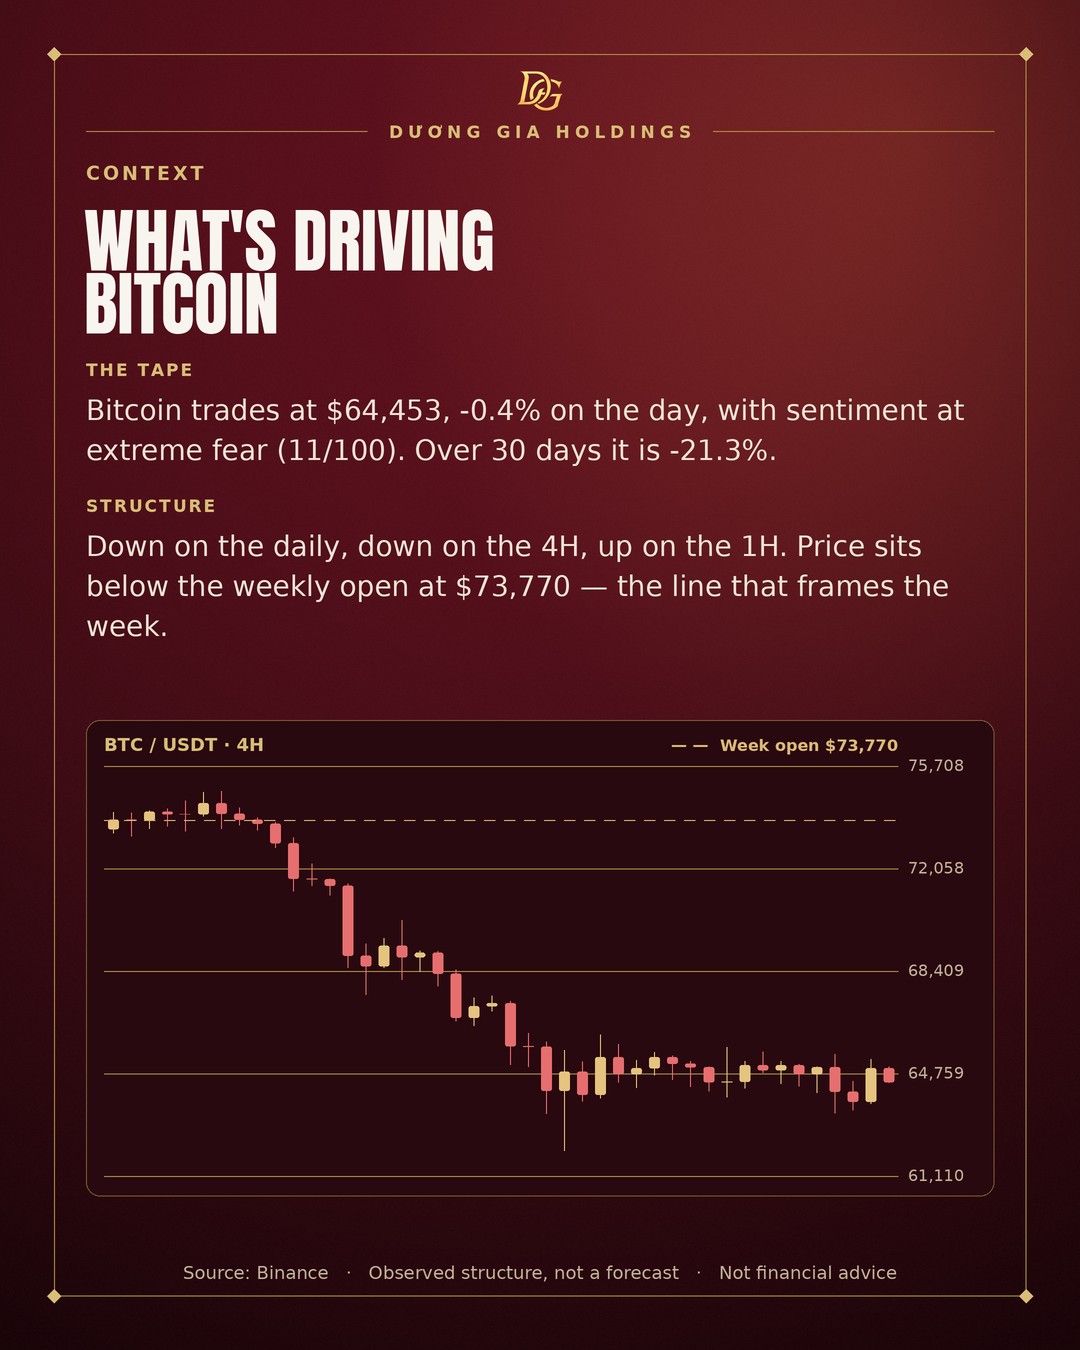 DG
DƯƠNG GIA HOLDINGS
CONTEXT
WHAT'S DRIVING
BITCOIN
THE TAPE
Bitcoin trades at $64,453, -0.4% on the day, with sentiment at
extreme fear (11/100). Over 30 days it is -21.3%.
STRUCTURE
Down on the daily, down on the 4H, up on the 1H. Price sits
below the weekly open at $73,770 — the line that frames the
week.
BTC / USDT · 4H
— — Week open $73,770
75,708
72,058
68,409
64,759
61,110
Source: Binance · Observed structure, not a forecast · Not financial advice